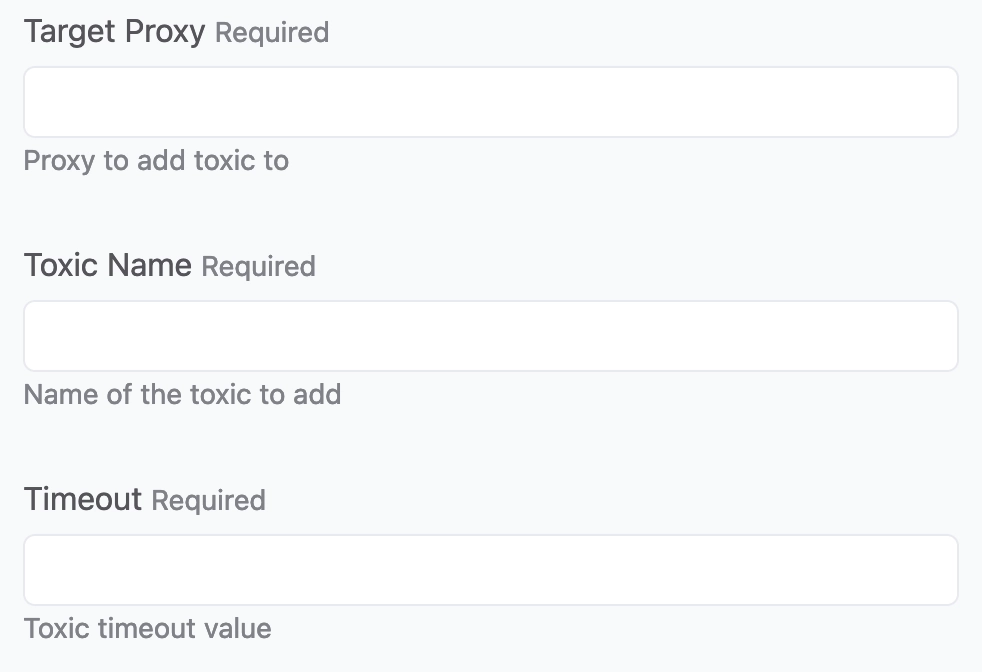 Target Proxy Required
Proxy to add toxic to
Toxic Name Required
Name of the toxic to add
Timeout Required
Toxic timeout value